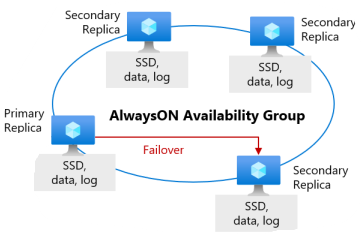 Secondary
Replica
SSD,
data, log
Secondary
Replica
SSD,
data, log
Primary
Replica
AlwaysON Availability Group
Failover
SSD,
data, log
Secondary
Replica
SSD,
data, log